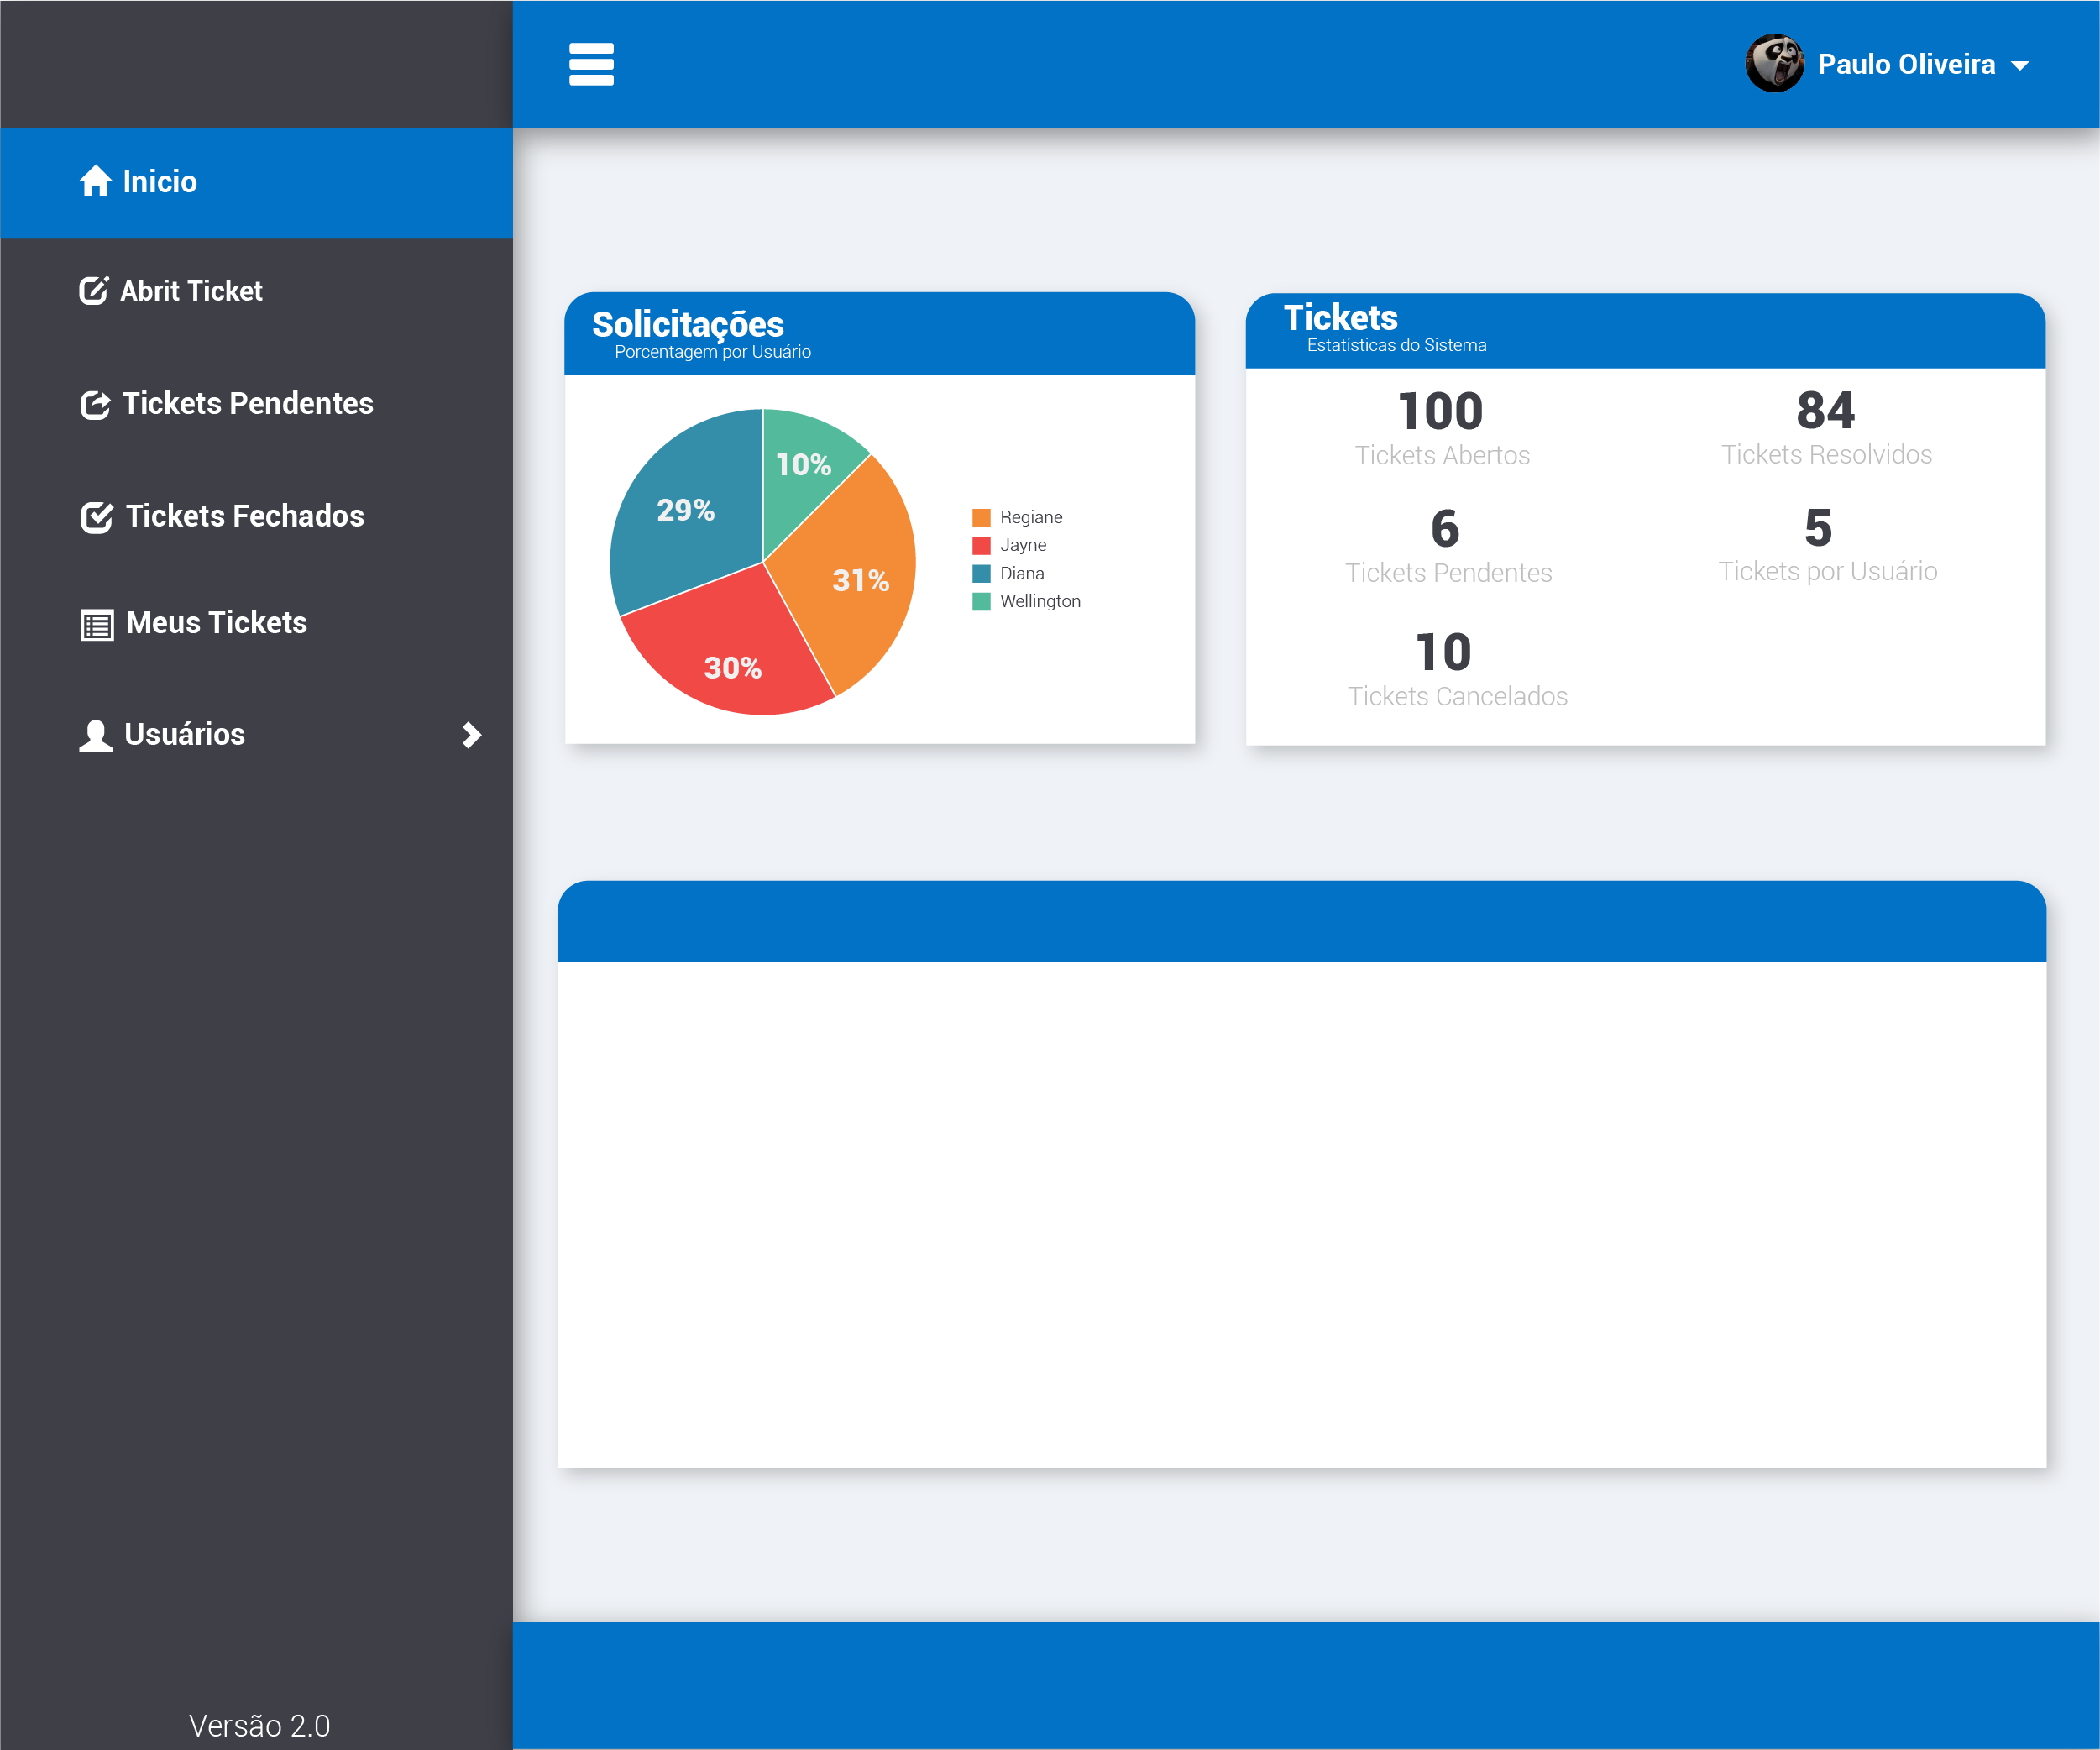 Paulo Oliveira
Inicio
Abrit Ticket
Tickets Pendentes
Tickets Fechados
Meus Tickets
Usuários
Versão 2.0
Solicitações
Porcentagem por Usuário
10%
29%
31%
30%
Regiane
Jayne
Diana
Wellington
Tickets
Estatísticas do Sistema
100
Tickets Abertos
84
Tickets Resolvidos
6
Tickets Pendentes
5
Tickets por Usuário
10
Tickets Cancelados